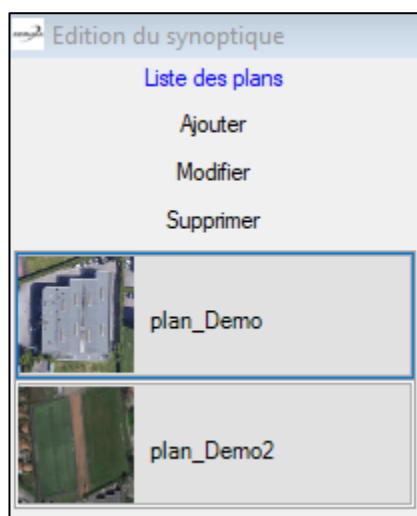 Edition du synoptique
Liste des plans
Ajouter
Modifier
Supprimer
plan_Demo
plan_Demo2